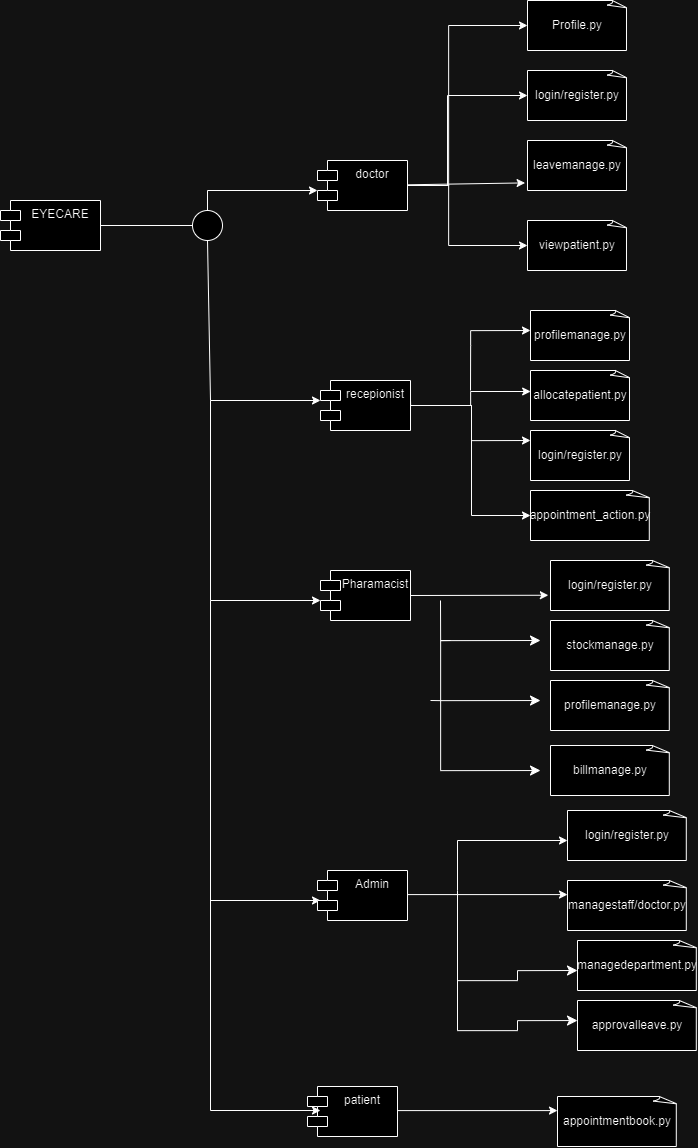 EYECARE
doctor
Profile.py
login/register.py
leavemanage.py
viewpatient.py
recepionist
profilemanage.py
allocatepatient.py
login/register.py
appointment_action.py
Pharamacist
login/register.py
stockmanage.py
profilemanage.py
billmanage.py
Admin
login/register.py
managestaff/doctor.py
managedepartment.py
approvalleave.py
patient
appointmentbook.py